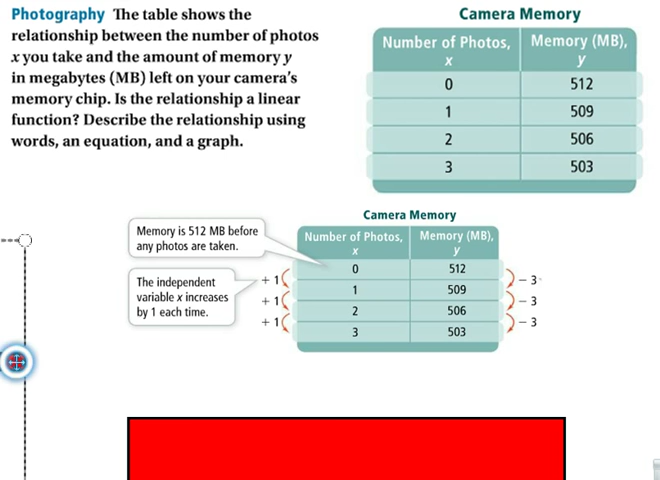 Photography The table shows the
relationship between the number of photos
x you take and the amount of memory y
in megabytes (MB) left on your camera's
memory chip. Is the relationship a linear
function? Describe the relationship using
words, an equation, and a graph.
Camera Memory
Number of Photos, x Memory (MB), y
0 512
1 509
2 506
3 503
Camera Memory
Memory is 512 MB before
any photos are taken.
The independent
variable x increases
by 1 each time.
Number of Photos, x Memory (MB), y
0 512
1 509
2 506
3 503
+ 1
+ 1
+ 1
− 3
− 3
− 3